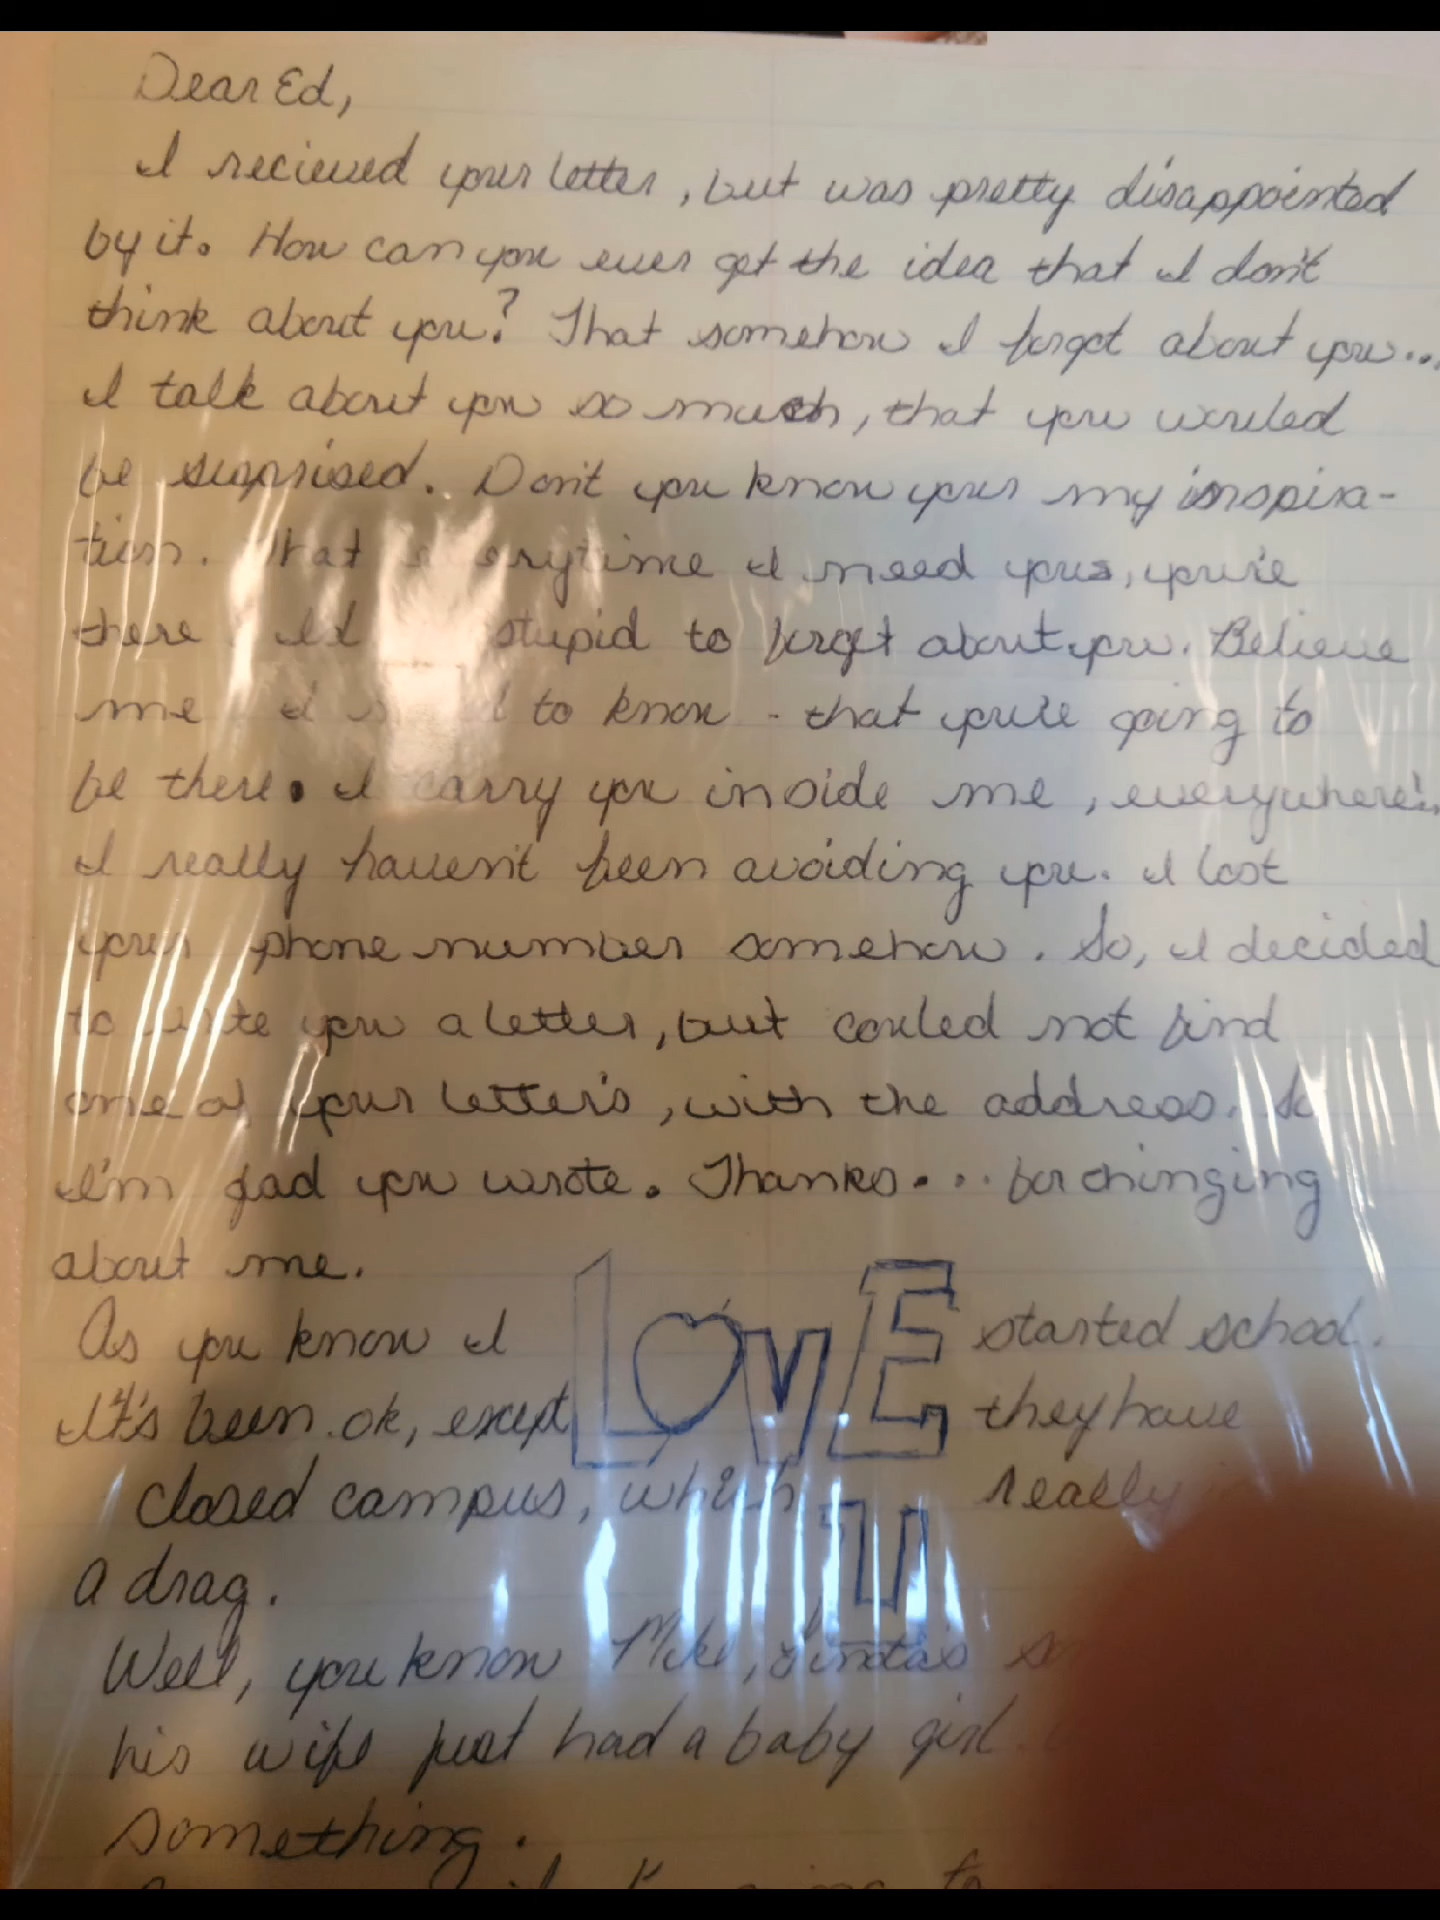 Dear Ed,
I recieved your letter, but was pretty disappointed
by it. How can you ever get the idea that I don't
think about you? That somehow I forgot about you...
I talk about you so much, that you would
be surprised. Don't you know your my inspira-
tion. That everytime I need you, you're
there. I'd stupid to forget about you. Believe
me I to know - that you're going to
be there. I carry you inside me, everywhere..
I really haven't been avoiding you. I lost
your phone number somehow. So, I decided
to write you a letter, but could not find
one of your letter's, with the address. So
I'm glad you wrote. Thanks... for
about me.
As you know I LOVE started school.
It's been ok, except they have
closed campus, which U really
a drag.
Well, you know Mike, Linda's
his wife just had a baby girl.
something.